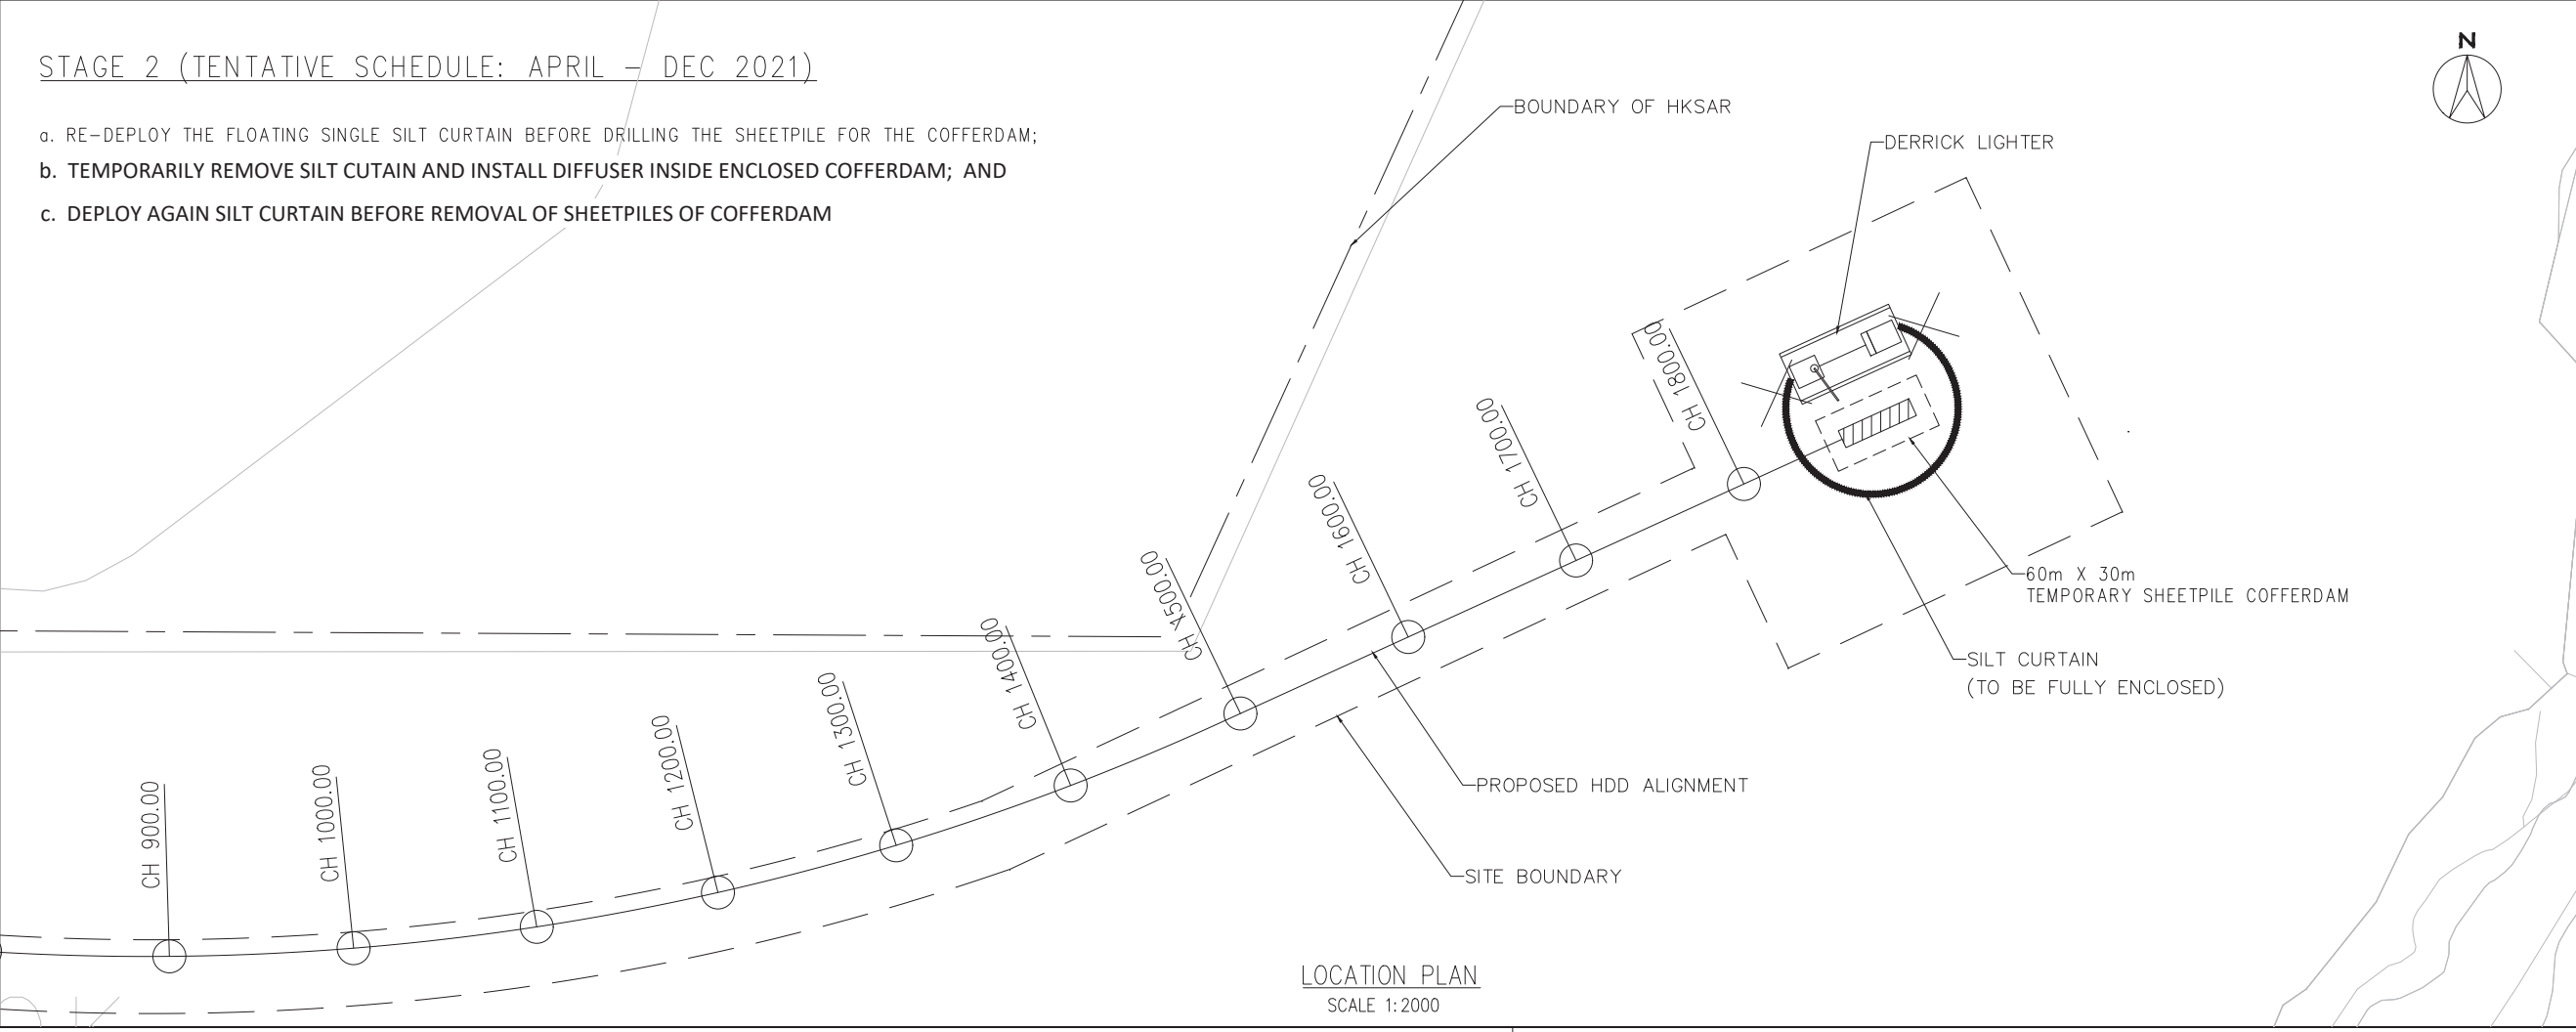 STAGE 2 (TENTATIVE SCHEDULE: APRIL – DEC 2021)
a. RE-DEPLOY THE FLOATING SINGLE SILT CURTAIN BEFORE DRILLING THE SHEETPILE FOR THE COFFERDAM;
b. TEMPORARILY REMOVE SILT CUTAIN AND INSTALL DIFFUSER INSIDE ENCLOSED COFFERDAM; AND
c. DEPLOY AGAIN SILT CURTAIN BEFORE REMOVAL OF SHEETPILES OF COFFERDAM
N
BOUNDARY OF HKSAR
DERRICK LIGHTER
CH 900.00
CH 1000.00
CH 1100.00
CH 1200.00
CH 1300.00
CH 1400.00
CH 1500.00
CH 1600.00
CH 1700.00
CH 1800.00
60m X 30m
TEMPORARY SHEETPILE COFFERDAM
SILT CURTAIN
(TO BE FULLY ENCLOSED)
PROPOSED HDD ALIGNMENT
SITE BOUNDARY
LOCATION PLAN
SCALE 1:2000